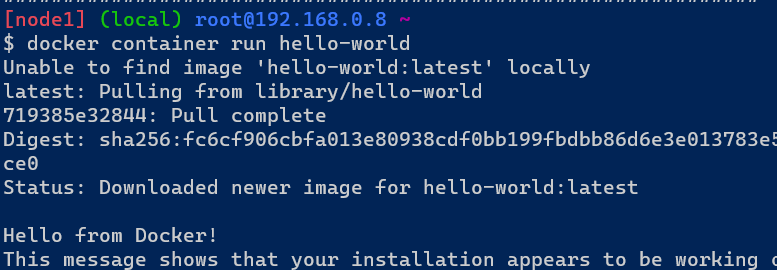 [node1] (local) root@192.168.0.8 ~
$ docker container run hello-world
Unable to find image 'hello-world:latest' locally
latest: Pulling from library/hello-world
719385e32844: Pull complete
Digest: sha256:fc6cf906cbfa013e80938cdf0bb199fbdbb86d6e3e013783e5
ce0
Status: Downloaded newer image for hello-world:latest
Hello from Docker!
This message shows that your installation appears to be working